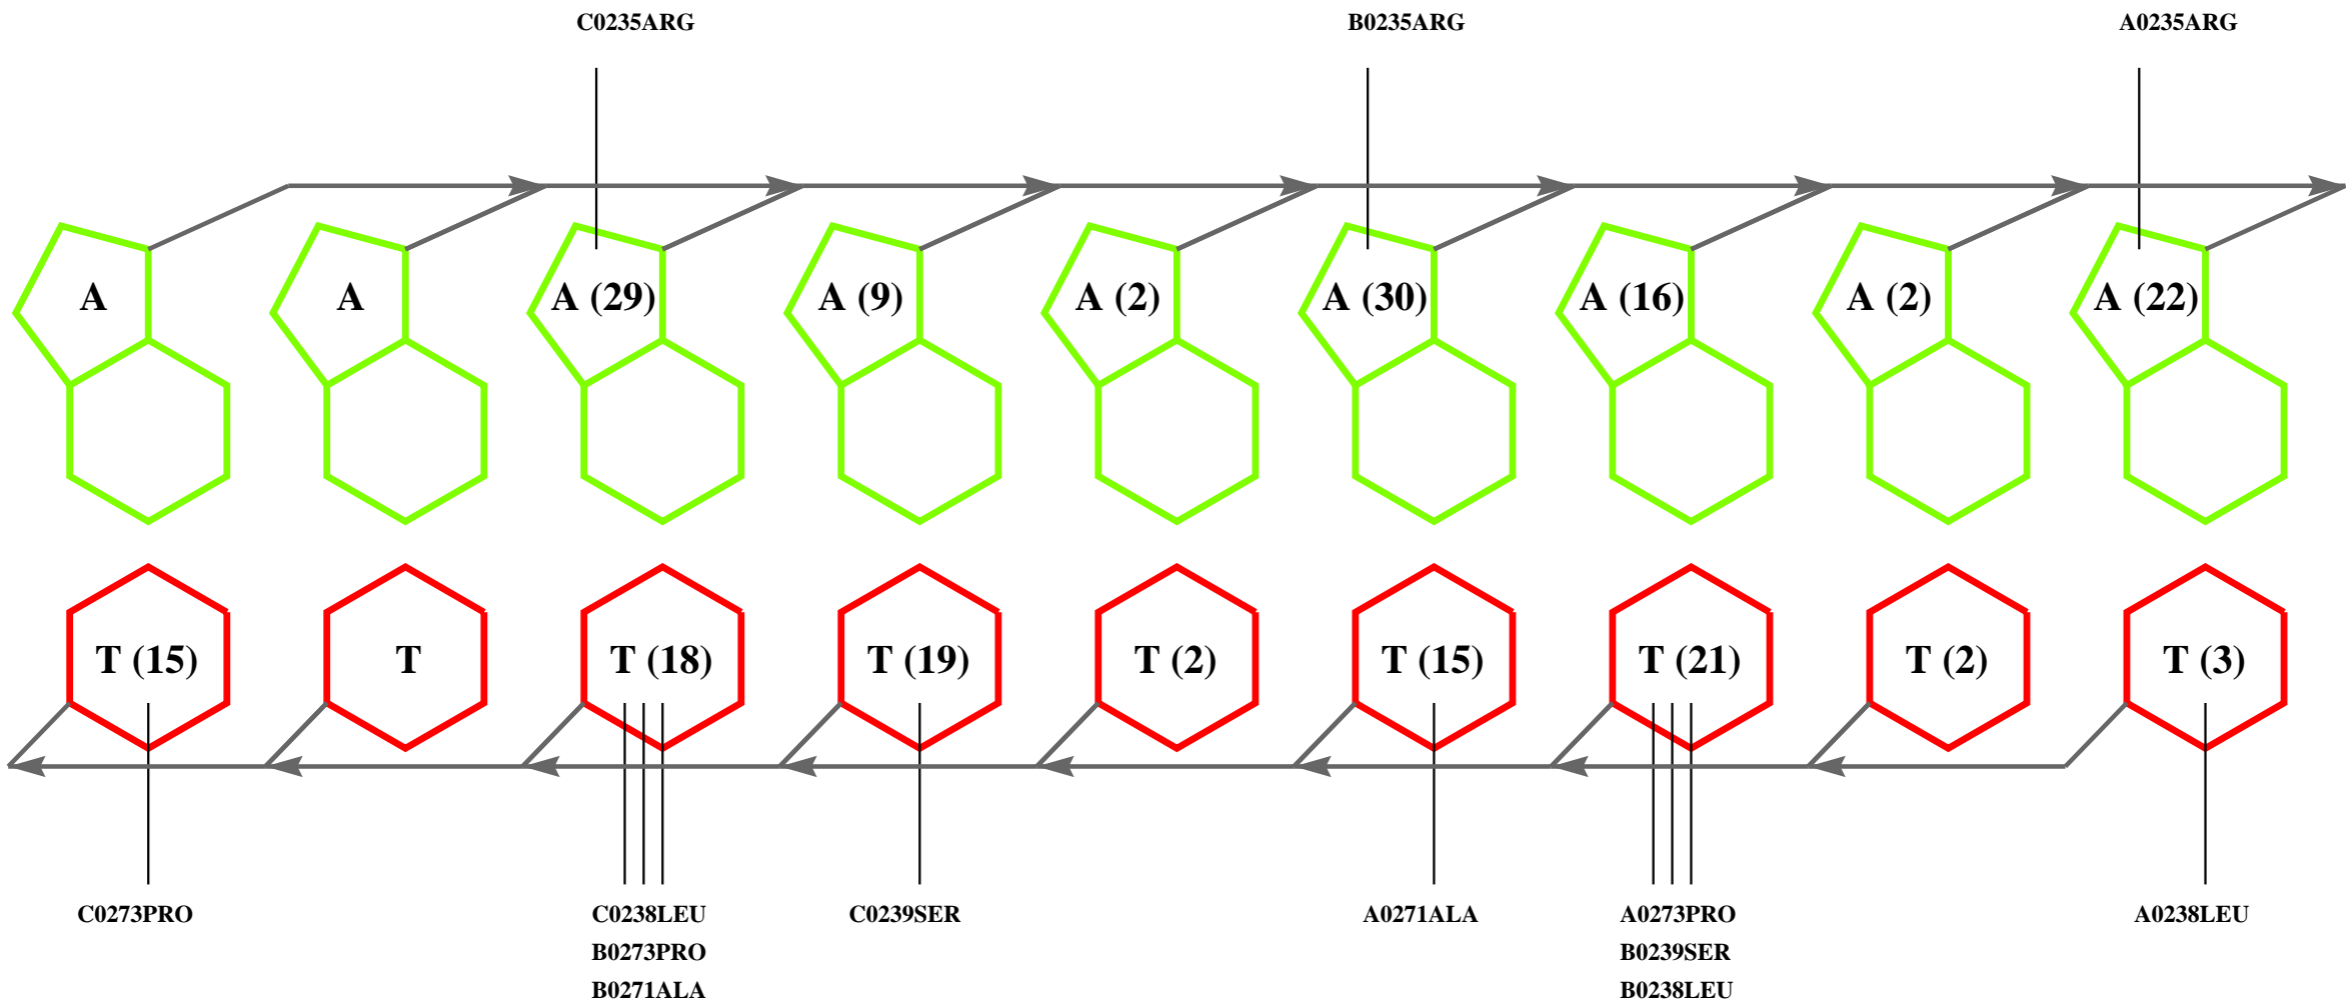 C0235ARG B0235ARG A0235ARG
A A A (29) A (9) A (2) A (30) A (16) A (2) A (22)
T (15) T T (18) T (19) T (2) T (15) T (21) T (2) T (3)
C0273PRO C0238LEU C0239SER A0271ALA A0273PRO A0238LEU
B0273PRO B0239SER
B0271ALA B0238LEU